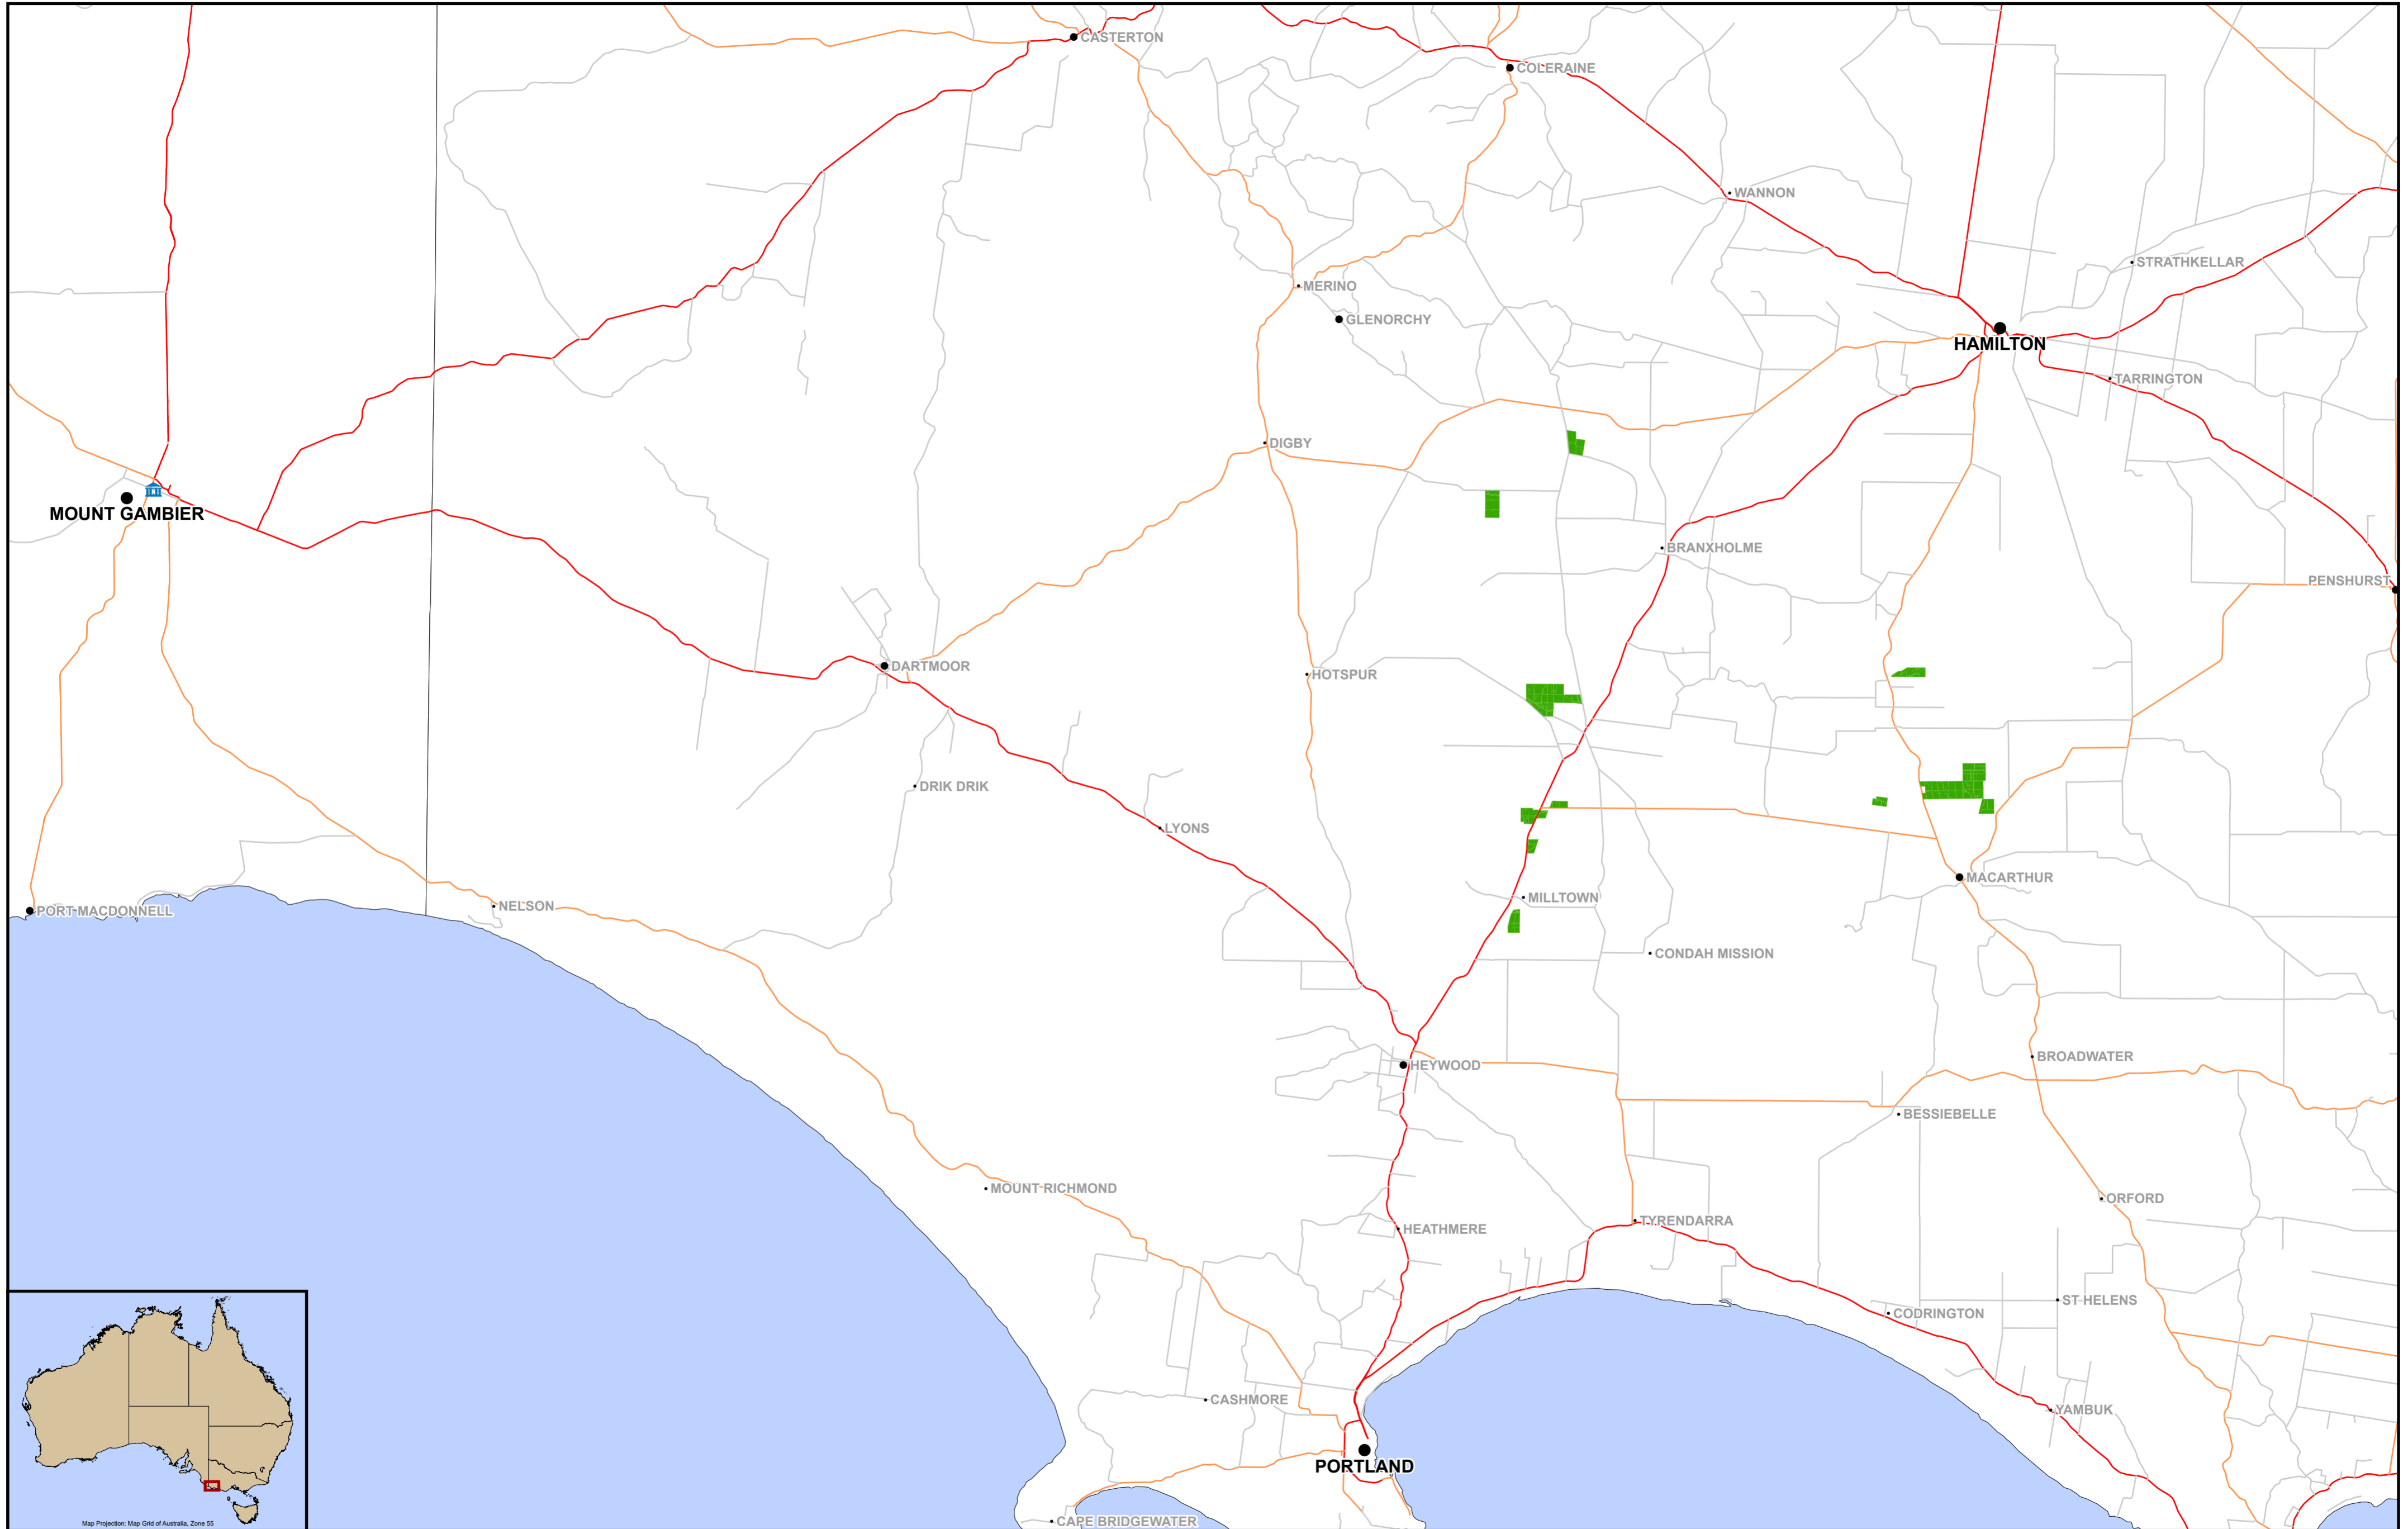 CASTERTON
COLERAINE
WANNON
STRATHKELLAR
MERINO
GLENORCHY
HAMILTON
TARRINGTON
DIGBY
MOUNT GAMBIER
BRANXHOLME
PENSHURST
DARTMOOR
HOTSPUR
DRIK DRIK
LYONS
MACARTHUR
MILLTOWN
NELSON
PORT MACDONNELL
CONDAH MISSION
BROADWATER
HEYWOOD
BESSIEBELLE
MOUNT RICHMOND
ORFORD
TYRENDARRA
HEATHMERE
ST HELENS
CODRINGTON
CASHMORE
YAMBUK
PORTLAND
CAPE BRIDGEWATER
Map Projection: Map Grid of Australia, Zone 55